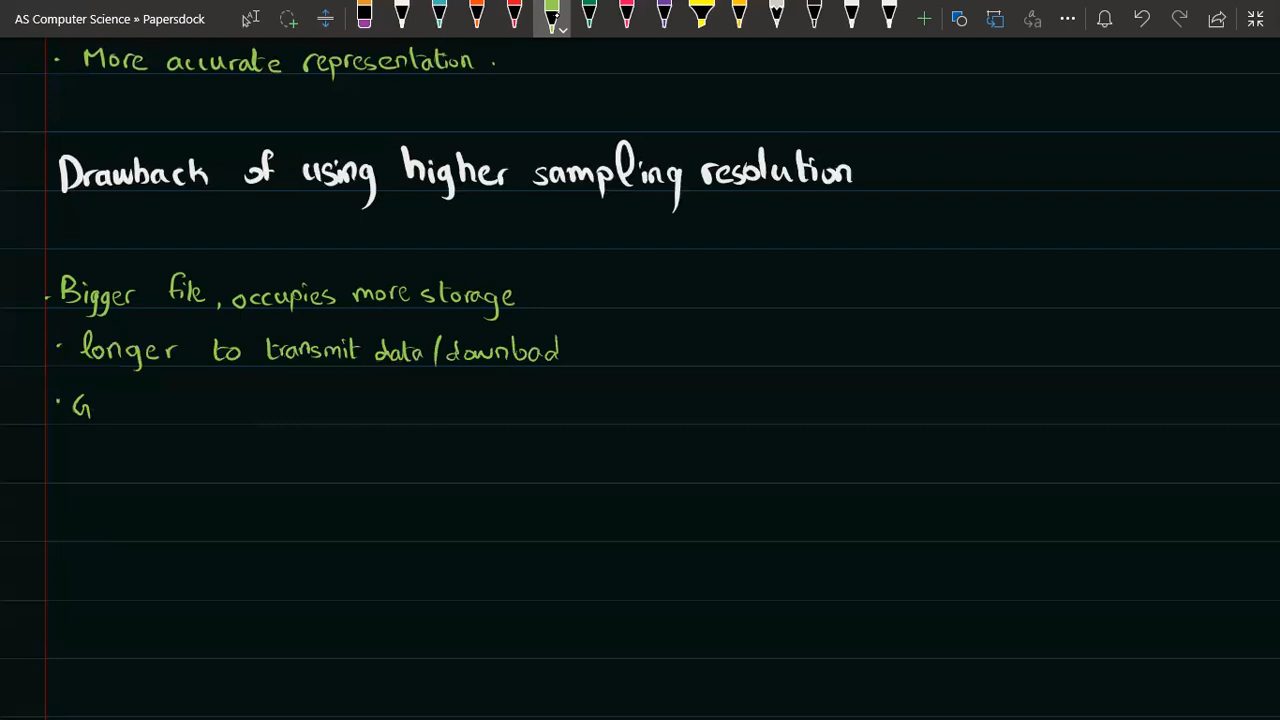 AS Computer Science » Papersdock
· More accurate representation.
Drawback of using higher sampling resolution
· Bigger file, occupies more storage
· longer to transmit data/download
· G